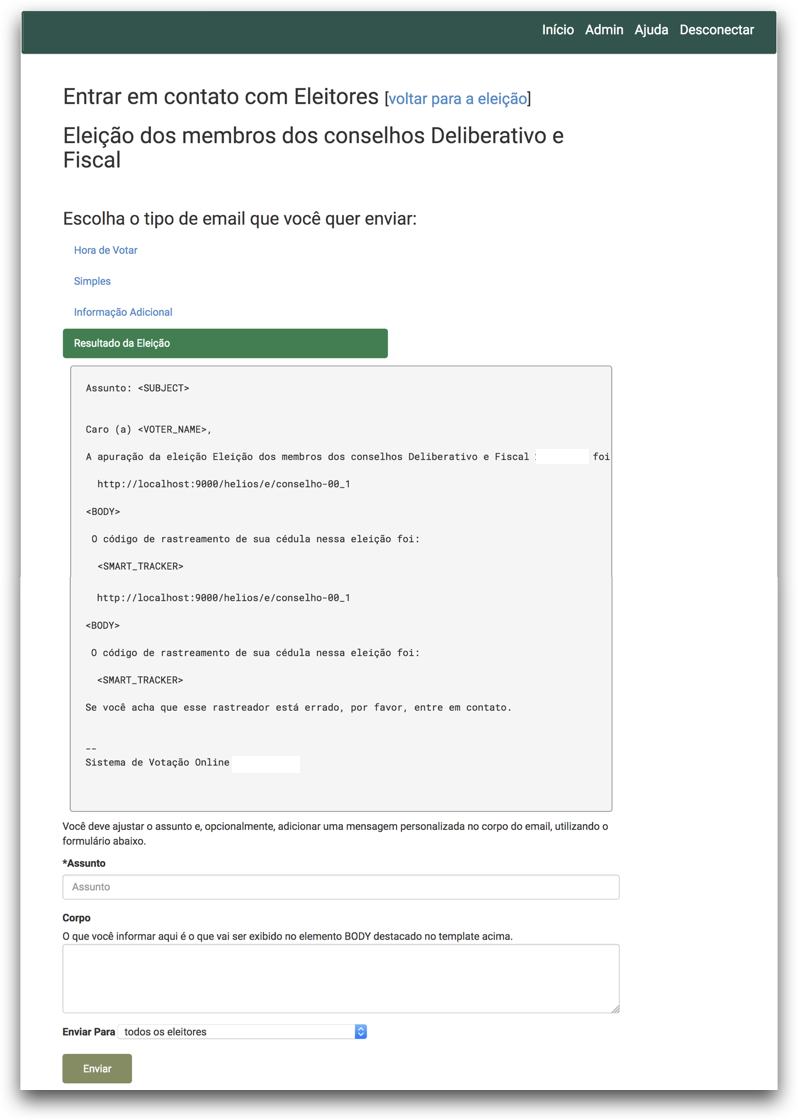 Início Admin Ajuda Desconectar
Entrar em contato com Eleitores [voltar para a eleição]
Eleição dos membros dos conselhos Deliberativo e
Fiscal
Escolha o tipo de email que você quer enviar:
Hora de Votar
Simples
Informação Adicional
Resultado da Eleição
Assunto: <SUBJECT>
Caro (a) <VOTER_NAME>,
A apuração da eleição Eleição dos membros dos conselhos Deliberativo e Fiscal foi
http://localhost:9000/helios/e/conselho-00_1
<BODY>
O código de rastreamento de sua cédula nessa eleição foi:
<SMART_TRACKER>
http://localhost:9000/helios/e/conselho-00_1
<BODY>
O código de rastreamento de sua cédula nessa eleição foi:
<SMART_TRACKER>
Se você acha que esse rastreador está errado, por favor, entre em contato.
--
Sistema de Votação Online
Você deve ajustar o assunto e, opcionalmente, adicionar uma mensagem personalizada no corpo do email, utilizando o
formulário abaixo.
*Assunto
Assunto
Corpo
O que você informar aqui é o que vai ser exibido no elemento BODY destacado no template acima.
Enviar Para todos os eleitores
Enviar